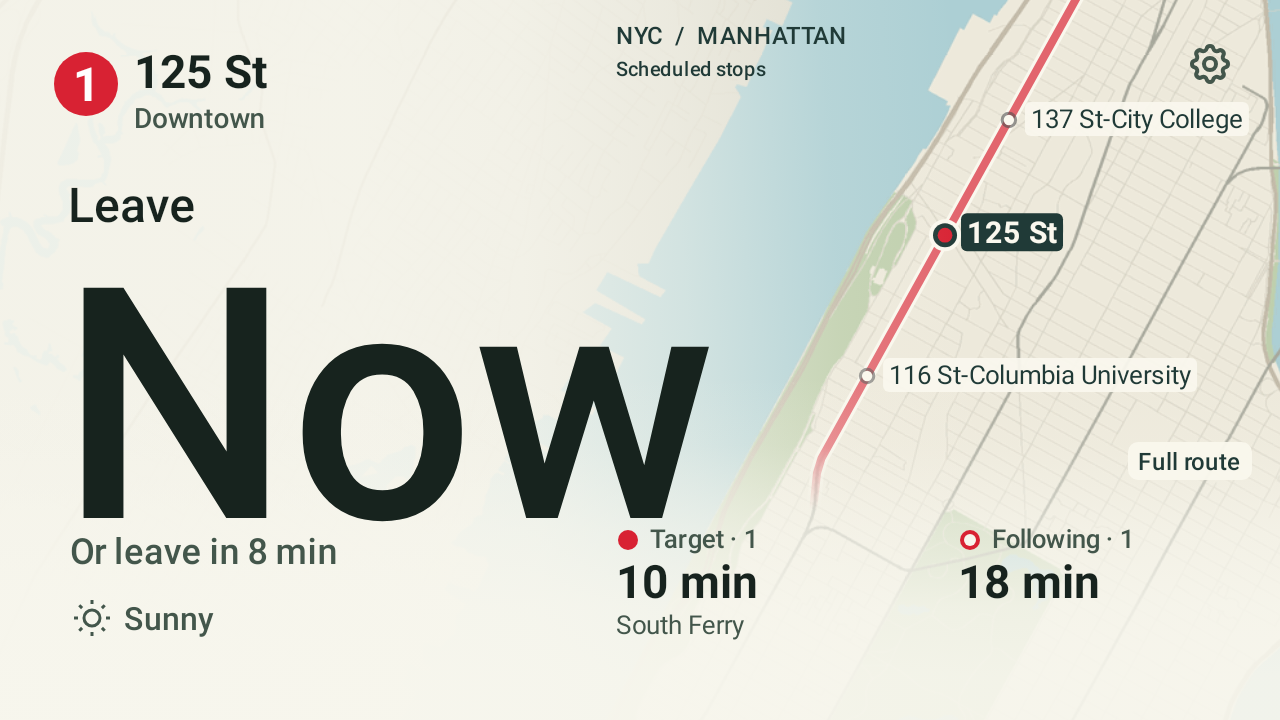 1
125 St
Downtown
NYC / MANHATTAN
Scheduled stops
137 St-City College
Leave
125 St
Now
116 St-Columbia University
Full route
Or leave in 8 min
Target · 1
10 min
South Ferry
Following · 1
18 min
Sunny